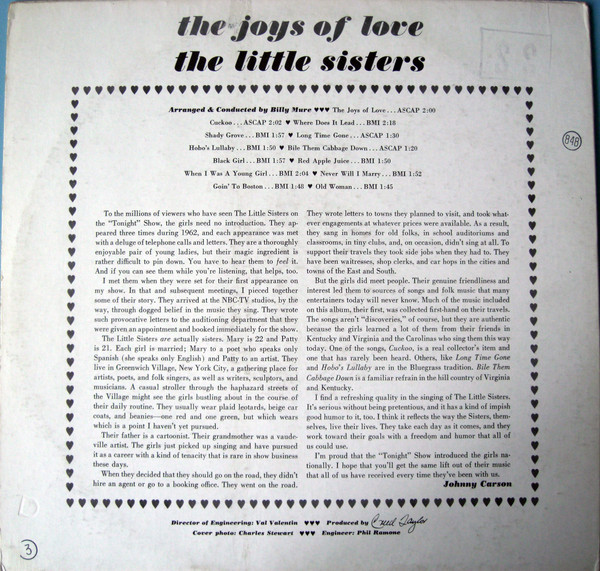 the joys of love
the little sisters
Arranged & Conducted by Billy Mure ♥♥♥ The Joys of Love...ASCAP 2:00
Cuckoo...ASCAP 2:02 ♥ Where Does It Lead...BMI 2:18
Shady Grove...BMI 1:57 ♥ Long Time Gone...ASCAP 1:30
Hobo's Lullaby...BMI 1:50 ♥ Bile Them Cabbage Down...ASCAP 1:20
Black Girl...BMI 1:57 ♥ Red Apple Juice...BMI 1:50
When I Was A Young Girl...BMI 2:04 ♥ Never Will I Marry...BMI 1:52
Goin' To Boston...BMI 1:48 ♥ Old Woman...BMI 1:45
848
To the millions of viewers who have seen The Little Sisters on
the "Tonight" Show, the girls need no introduction. They ap-
peared three times during 1962, and each appearance was met
with a deluge of telephone calls and letters. They are a thoroughly
enjoyable pair of young ladies, but their magic ingredient is
rather difficult to pin down. You have to hear them to feel it.
And if you can see them while you're listening, that helps, too.
I met them when they were set for their first appearance on
my show. In that and subsequent meetings, I pieced together
some of their story. They arrived at the NBC-TV studios, by the
way, through dogged belief in the music they sing. They wrote
such provocative letters to the auditioning department that they
were given an appointment and booked immediately for the show.
The Little Sisters are actually sisters. Mary is 22 and Patty
is 21. Each girl is married; Mary to a poet who speaks only
Spanish (she speaks only English) and Patty to an artist. They
live in Greenwich Village, New York City, a gathering place for
artists, poets, and folk singers, as well as writers, sculptors, and
musicians. A casual stroller through the haphazard streets of
the Village might see the girls bustling about in the course of
their daily routine. They usually wear plaid leotards, beige car
coats, and beanies—one red and one green, but which wears
which is a point I haven't yet pursued.
Their father is a cartoonist. Their grandmother was a vaude-
ville artist. The girls just picked up singing and have pursued
it as a career with a kind of tenacity that is rare in show business
these days.
When they decided that they should go on the road, they didn't
hire an agent or go to a booking office. They went on the road.
They wrote letters to towns they planned to visit, and took what-
ever engagements at whatever prices were available. As a result,
they sang in homes for old folks, in school auditoriums and
classrooms, in tiny clubs, and, on occasion, didn't sing at all. To
support their travels they took side jobs when they had to. They
have been waitresses, shop clerks, and car hops in the cities and
towns of the East and South.
But the girls did meet people. Their genuine friendliness and
interest led them to sources of songs and folk music that many
entertainers today will never know. Much of the music included
on this album, their first, was collected first-hand on their travels.
The songs aren't "discoveries," of course, but they are authentic
because the girls learned a lot of them from their friends in
Kentucky and Virginia and the Carolinas who sing them this way
today. One of the songs, Cuckoo, is a real collector's item and
one that has rarely been heard. Others, like Long Time Gone
and Hobo's Lullaby are in the Bluegrass tradition. Bile Them
Cabbage Down is a familiar refrain in the hill country of Virginia
and Kentucky.
I find a refreshing quality in the singing of The Little Sisters.
It's serious without being pretentious, and it has a kind of impish
good humor to it, too. I think it reflects the way the Sisters, them-
selves, live their lives. They take each day as it comes, and they
work toward their goals with a freedom and humor that all of
us could use.
I'm proud that the "Tonight" Show introduced the girls na-
tionally. I hope that you'll get the same lift out of their music
that all of us have received every time they've been with us.
Johnny Carson
Director of Engineering: Val Valentin ♥♥♥ Produced by Creed Taylor
Cover photo: Charles Stewart ♥♥♥ Engineer: Phil Ramone
3